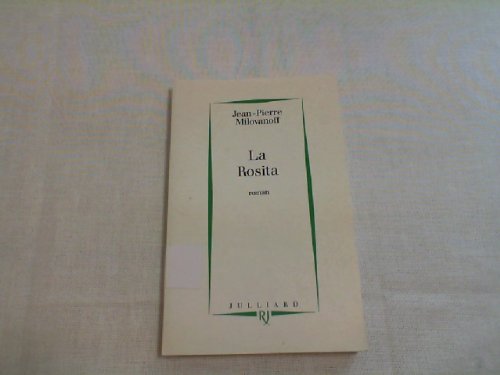 Jean-Pierre
Milovanoff
La
Rosita
roman
JULLIARD
RJ